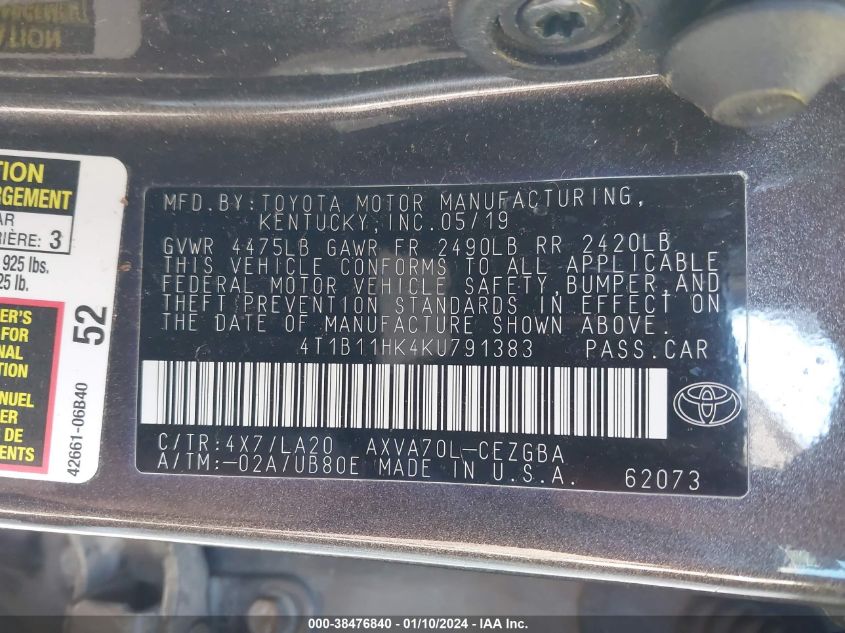 TION
RGEMENT
AR
RIÈRE: 3
925 lbs.
25 lb.
ER'S
FOR
NAL
TION
NUEL
DE
DES
52
42661-06B40
MFD.BY:TOYOTA MOTOR MANUFACTURING,
KENTUCKY,INC.05/19
GVWR 4475LB GAWR FR 2490LB RR 2420LB
THIS VEHICLE CONFORMS TO ALL APPLICABLE
FEDERAL MOTOR VEHICLE SAFETY,BUMPER,AND
THEFT PREVENTION STANDARDS IN EFFECT ON
THE DATE OF MANUFACTURE SHOWN ABOVE.
4T1B11HK4KU791383 PASS.CAR
C/TR:4X7/LA20 AXVA70L-CEZGBA
A/TM:-02A/UB80E MADE IN U.S.A. 62073
000-38476840 - 01/10/2024 - IAA Inc.